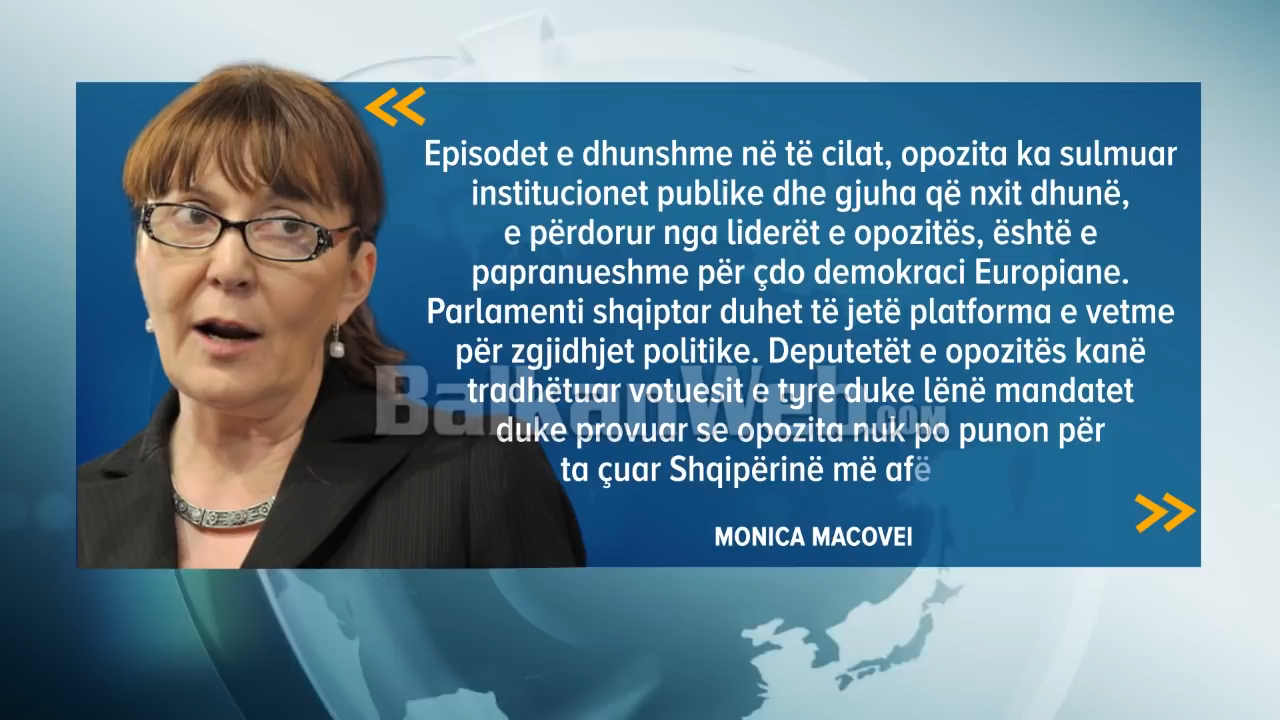 Episodet e dhunshme në të cilat, opozita ka sulmuar
institucionet publike dhe gjuha që nxit dhunë,
e përdorur nga liderët e opozitës, është e
papranueshme për çdo demokraci Europiane.
Parlamenti shqiptar duhet të jetë platforma e vetme
për zgjidhjet politike. Deputetët e opozitës kanë
tradhëtuar votuesit e tyre duke lënë mandatet
duke provuar se opozita nuk po punon për
ta çuar Shqipërinë më afë
MONICA MACOVEI
BalkanWeb.com